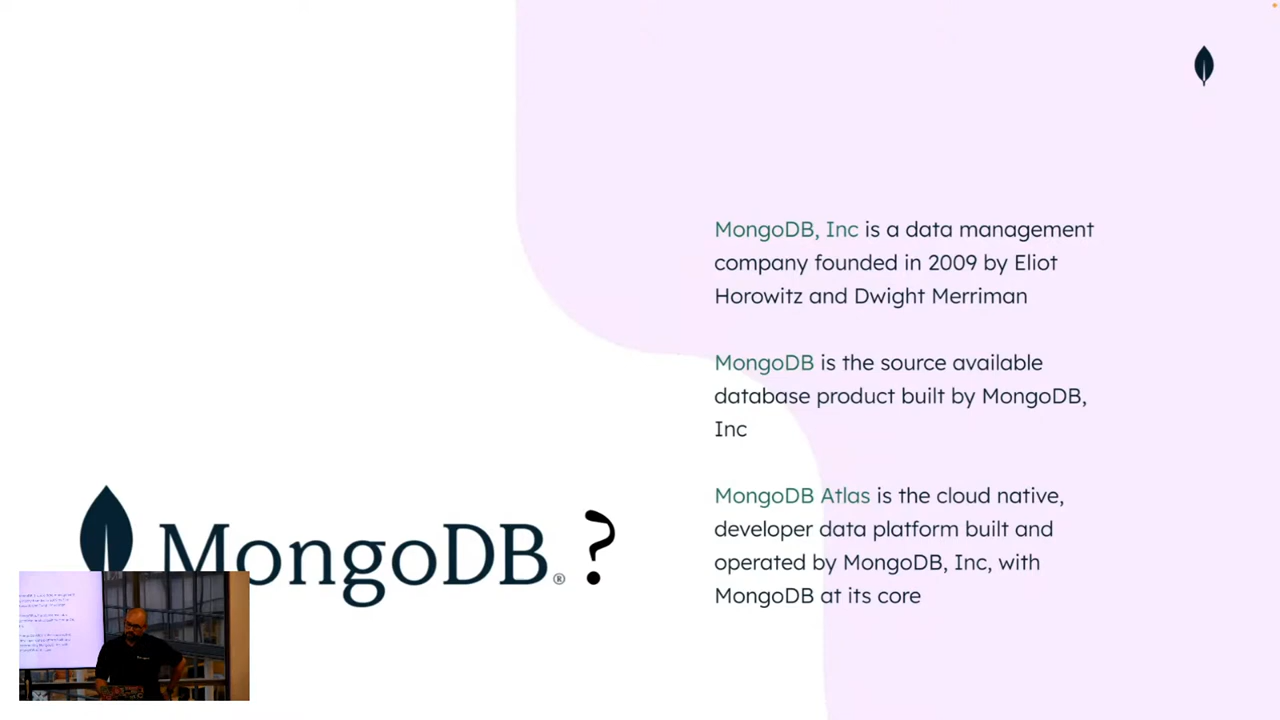 MongoDB, Inc is a data management
company founded in 2009 by Eliot
Horowitz and Dwight Merriman
MongoDB is the source available
database product built by MongoDB,
Inc
MongoDB Atlas is the cloud native,
developer data platform built and
operated by MongoDB, Inc, with
MongoDB at its core
MongoDB® ?